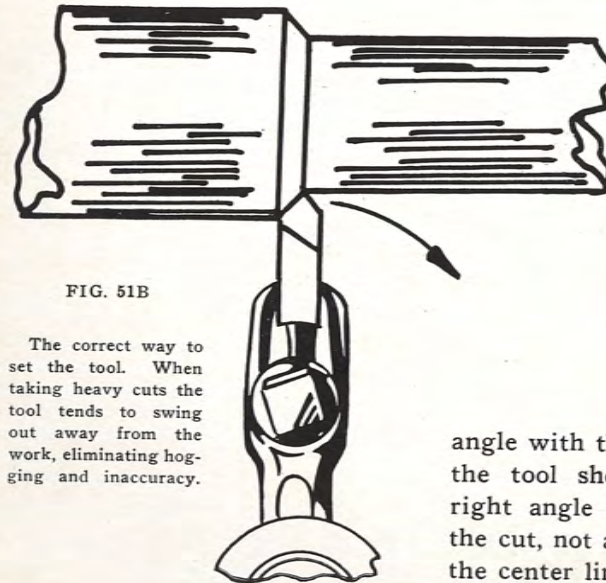 FIG. 51B
The correct way to
set the tool. When
taking heavy cuts the
tool tends to swing
out away from the
work, eliminating hog-
ging and inaccuracy.
angle with
the tool
right angle
the cut, not
the center